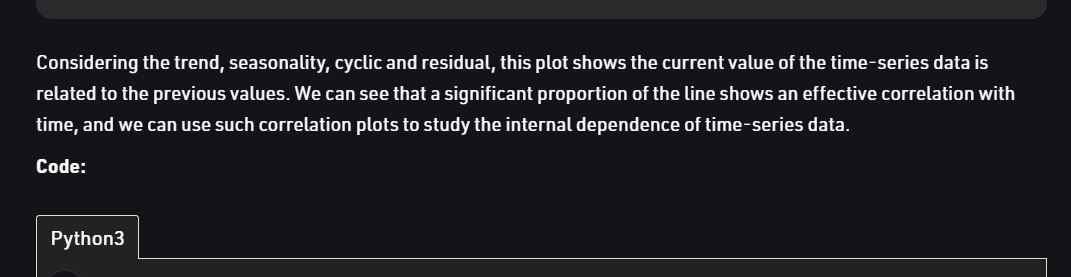 Considering the trend, seasonality, cyclic and residual, this plot shows the current value of the time-series data is
related to the previous values. We can see that a significant proportion of the line shows an effective correlation with
time, and we can use such correlation plots to study the internal dependence of time-series data.
Code:
Python3